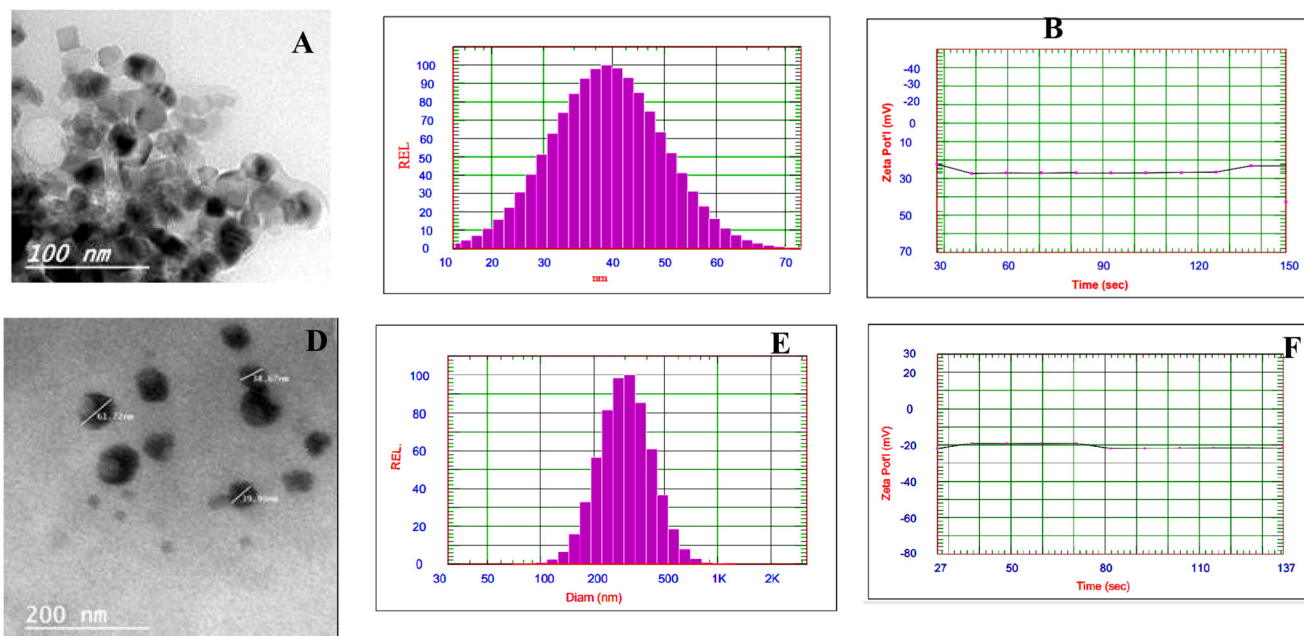 A
100 nm
REL
100
90
80
70
60
50
40
30
20
10
0
10 20 30 40 50 60 70
nm
B
Zeta Pot'l (mV)
-40
-30
-20
0
10
30
50
70
30 60 90 120 150
Time (sec)
D
38.67nm
61.72nm
39.99nm
200 nm
E
REL.
100
80
60
40
20
0
30 50 100 200 500 1K 2K
Diam (nm)
F
Zeta Pot'l (mV)
30
20
0
-20
-40
-60
-80
27 50 80 110 137
Time (sec)